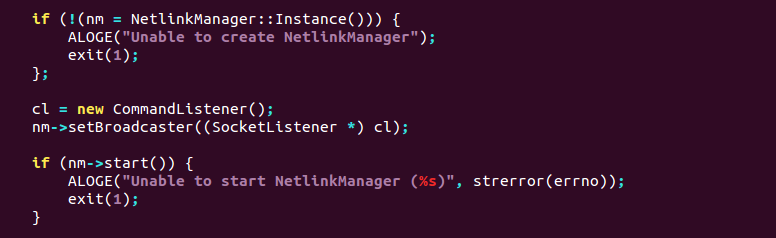 if (!(nm = NetlinkManager::Instance())) {
    ALOGE("Unable to create NetlinkManager");
    exit(1);
};
cl = new CommandListener();
nm->setBroadcaster((SocketListener *) cl);
if (nm->start()) {
    ALOGE("Unable to start NetlinkManager (%s)", strerror(errno));
    exit(1);
}